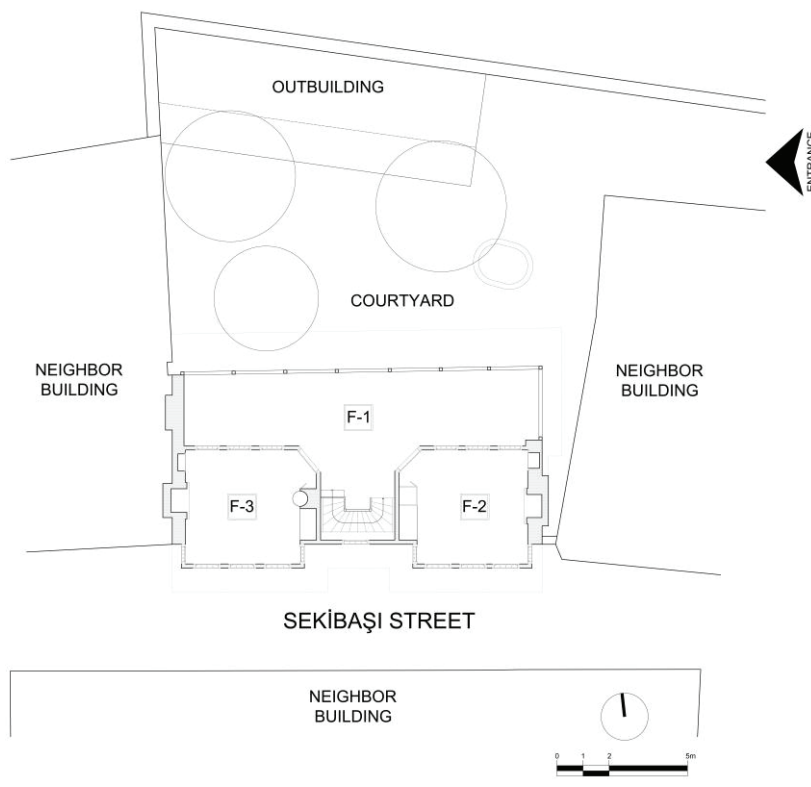 OUTBUILDING
ENTRANCE
COURTYARD
NEIGHBOR
BUILDING
NEIGHBOR
BUILDING
F-1
F-3
F-2
SEKİBAŞI STREET
NEIGHBOR
BUILDING
0 1 2 5m